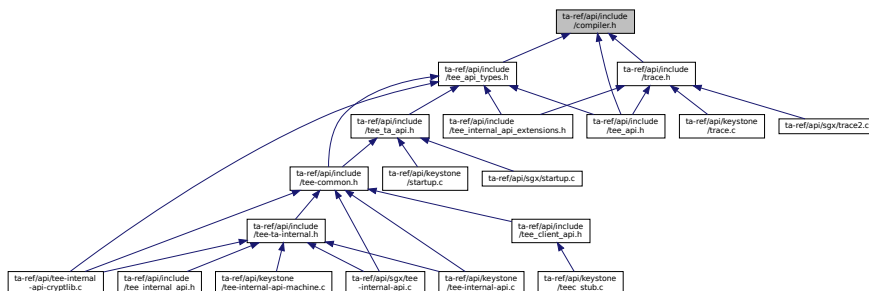 ta-ref/api/include
/compiler.h
ta-ref/api/include
/tee_api_types.h
ta-ref/api/include
/trace.h
ta-ref/api/include
/tee_ta_api.h
ta-ref/api/include
/tee_internal_api_extensions.h
ta-ref/api/include
/tee_api.h
ta-ref/api/keystone
/trace.c
ta-ref/api/sgx/trace2.c
ta-ref/api/include
/tee-common.h
ta-ref/api/keystone
/startup.c
ta-ref/api/sgx/startup.c
ta-ref/api/include
/tee-ta-internal.h
ta-ref/api/include
/tee_client_api.h
ta-ref/api/tee-internal
-api-cryptlib.c
ta-ref/api/include
/tee_internal_api.h
ta-ref/api/keystone
/tee-internal-api-machine.c
ta-ref/api/sgx/tee
-internal-api.c
ta-ref/api/keystone
/tee-internal-api.c
ta-ref/api/keystone
/teec_stub.c